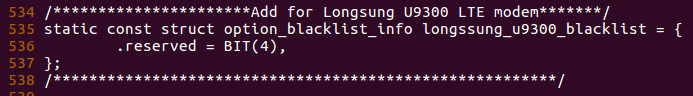 534 /**********************Add for Longsung U9300 LTE modem*******/
535 static const struct option_blacklist_info longssung_u9300_blacklist = {
536         .reserved = BIT(4),
537 };
538 /********************************************************/